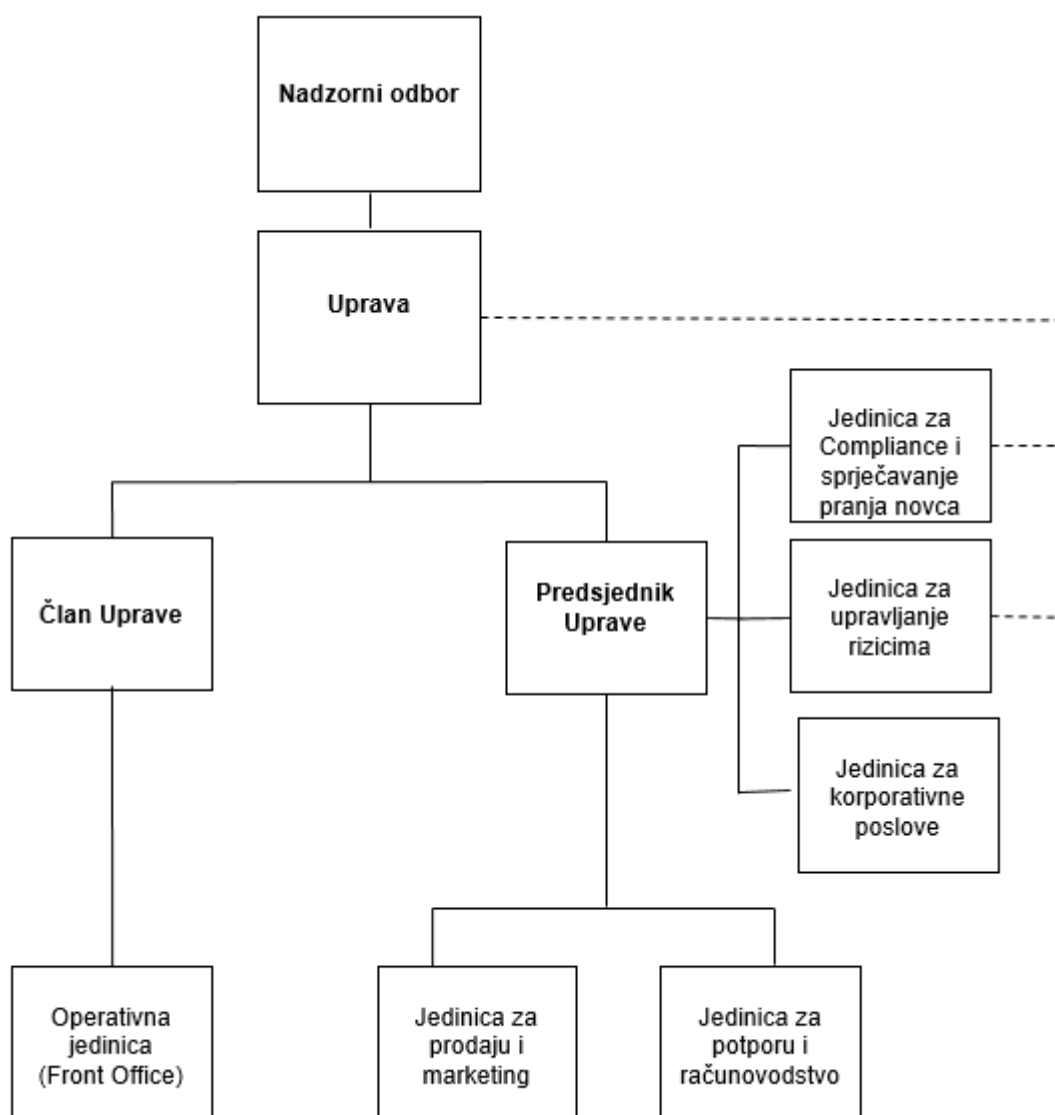 Nadzorni odbor
Uprava
Jedinica za
Compliance i
sprječavanje
pranja novca
Član Uprave
Predsjednik
Uprave
Jedinica za
upravljanje
rizicima
Jedinica za
korporativne
poslove
Operativna
jedinica
(Front Office)
Jedinica za
prodaju i
marketing
Jedinica za
potporu i
računovodstvo